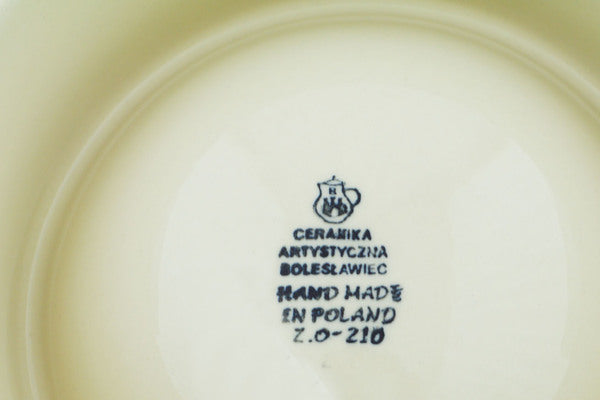 B
CERAMIKA
ARTYSTYCZNA
BOLESŁAWIEC
HAND MADE
IN POLAND
Z.O-210